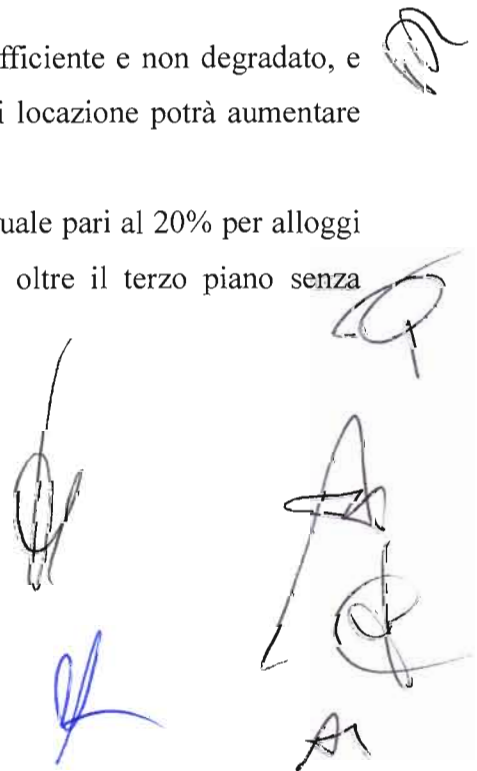 fficiente e non degradato, e
i locazione potrà aumentare
uale pari al 20% per alloggi
oltre il terzo piano senza